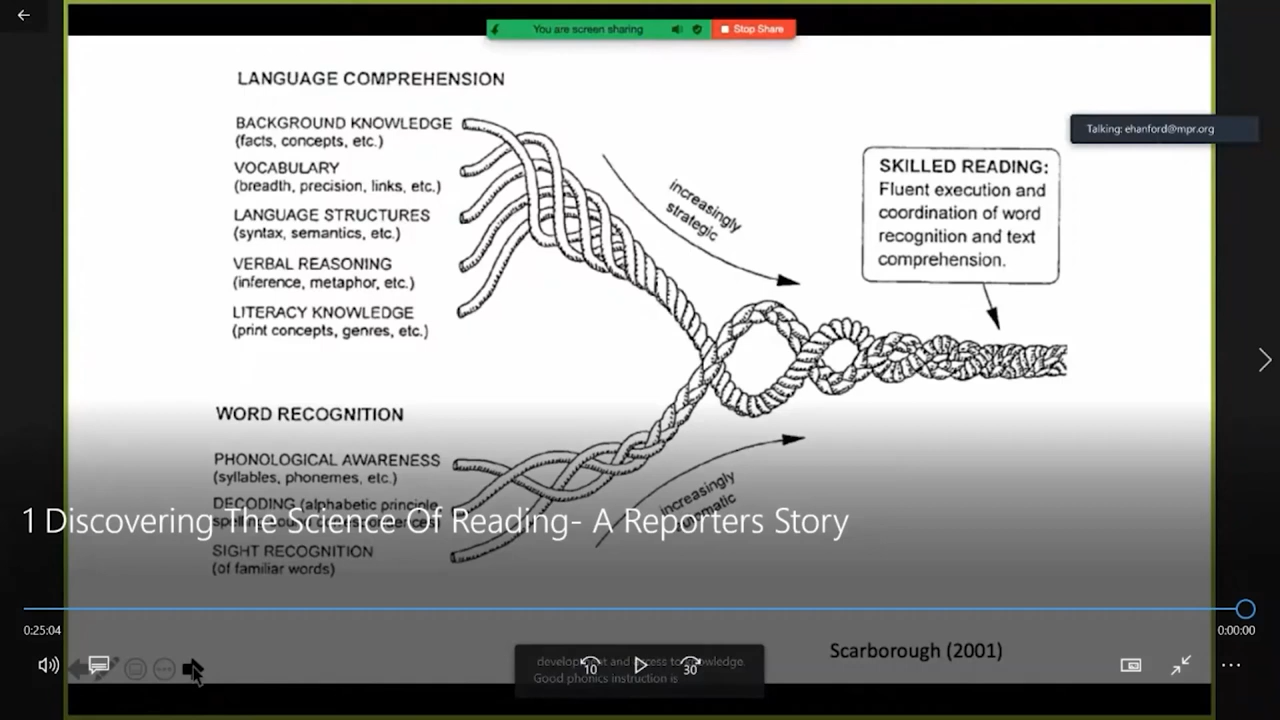 You are screen sharing
Stop Share
LANGUAGE COMPREHENSION
BACKGROUND KNOWLEDGE
(facts, concepts, etc.)
VOCABULARY
(breadth, precision, links, etc.)
LANGUAGE STRUCTURES
(syntax, semantics, etc.)
VERBAL REASONING
(inference, metaphor, etc.)
LITERACY KNOWLEDGE
(print concepts, genres, etc.)
increasingly
strategic
Talking: ehanford@mpr.org
SKILLED READING:
Fluent execution and
coordination of word
recognition and text
comprehension.
WORD RECOGNITION
PHONOLOGICAL AWARENESS
(syllables, phonemes, etc.)
DECODING (alphabetic principle,
SIGHT RECOGNITION
(of familiar words)
increasingly
1 Discovering The Science Of Reading- A Reporters Story
0:25:04
0:00:00
Scarborough (2001)
10
30
development and to knowledge.
Good phonics instruction is